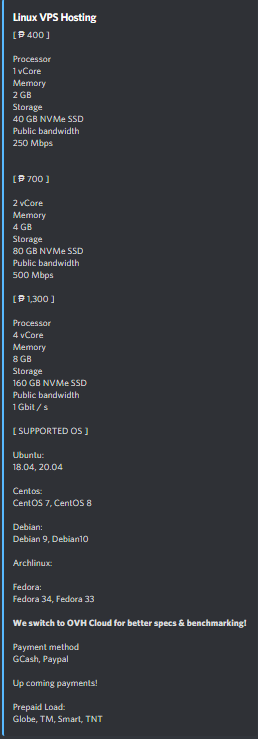 Linux VPS Hosting
[ ₱ 400 ]
Processor
1 vCore
Memory
2 GB
Storage
40 GB NVMe SSD
Public bandwidth
250 Mbps
[ ₱ 700 ]
2 vCore
Memory
4 GB
Storage
80 GB NVMe SSD
Public bandwidth
500 Mbps
[ ₱ 1,300 ]
Processor
4 vCore
Memory
8 GB
Storage
160 GB NVMe SSD
Public bandwidth
1 Gbit / s
[ SUPPORTED OS ]
Ubuntu:
18.04, 20.04
Centos:
CentOS 7, CentOS 8
Debian:
Debian 9, Debian10
Archlinux:
Fedora:
Fedora 34, Fedora 33
We switch to OVH Cloud for better specs & benchmarking!
Payment method
GCash, Paypal
Up coming payments!
Prepaid Load:
Globe, TM, Smart, TNT